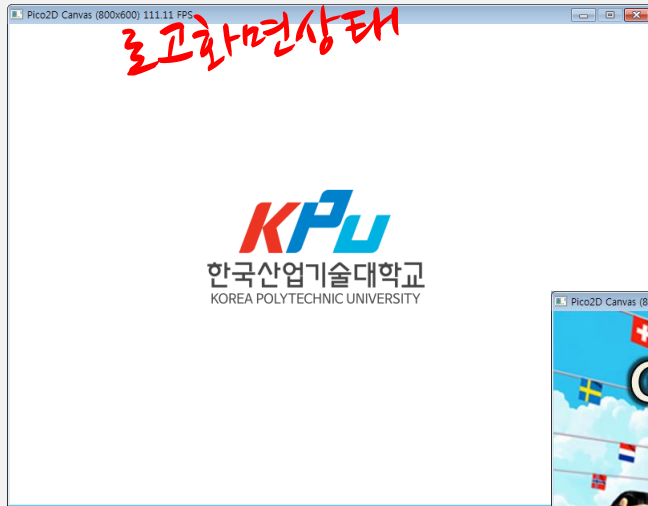 Pico2D Canvas (800x600) 111.11 FPS
로고화면상태
KPU
한국산업기술대학교
KOREA POLYTECHNIC UNIVERSITY
Pico2D Canvas (8